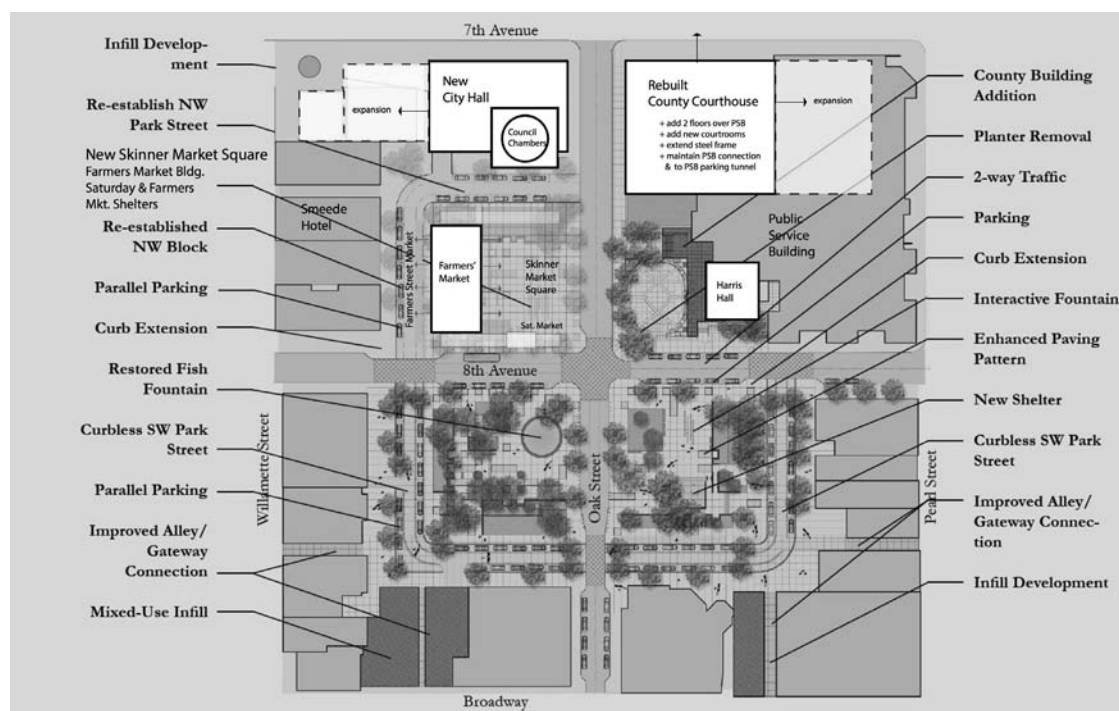 7th Avenue
Infill Develop-
ment
Re-establish NW
Park Street
New Skinner Market Square
Farmers Market Bldg.
Saturday & Farmers
Mkt. Shelters
Re-established
NW Block
Parallel Parking
Curb Extension
Restored Fish
Fountain
Curbless SW Park
Street
Parallel Parking
Improved Alley/
Gateway
Connection
Mixed-Use Infill
New
City Hall
expansion
Council
Chambers
Smeede
Hotel
Farmers Street Market
Farmers'
Market
Skinner
Market
Square
Sat. Market
8th Avenue
Willamette Street
Oak Street
Broadway
Rebuilt
County Courthouse
+ add 2 floors over PSB
+ add new courtrooms
+ extend steel frame
+ maintain PSB connection
& to PSB parking tunnel
expansion
Public
Service
Building
Harris
Hall
Pearl Street
County Building
Addition
Planter Removal
2-way Traffic
Parking
Curb Extension
Interactive Fountain
Enhanced Paving
Pattern
New Shelter
Curbless SW Park
Street
Improved Alley/
Gateway Connec-
tion
Infill Development